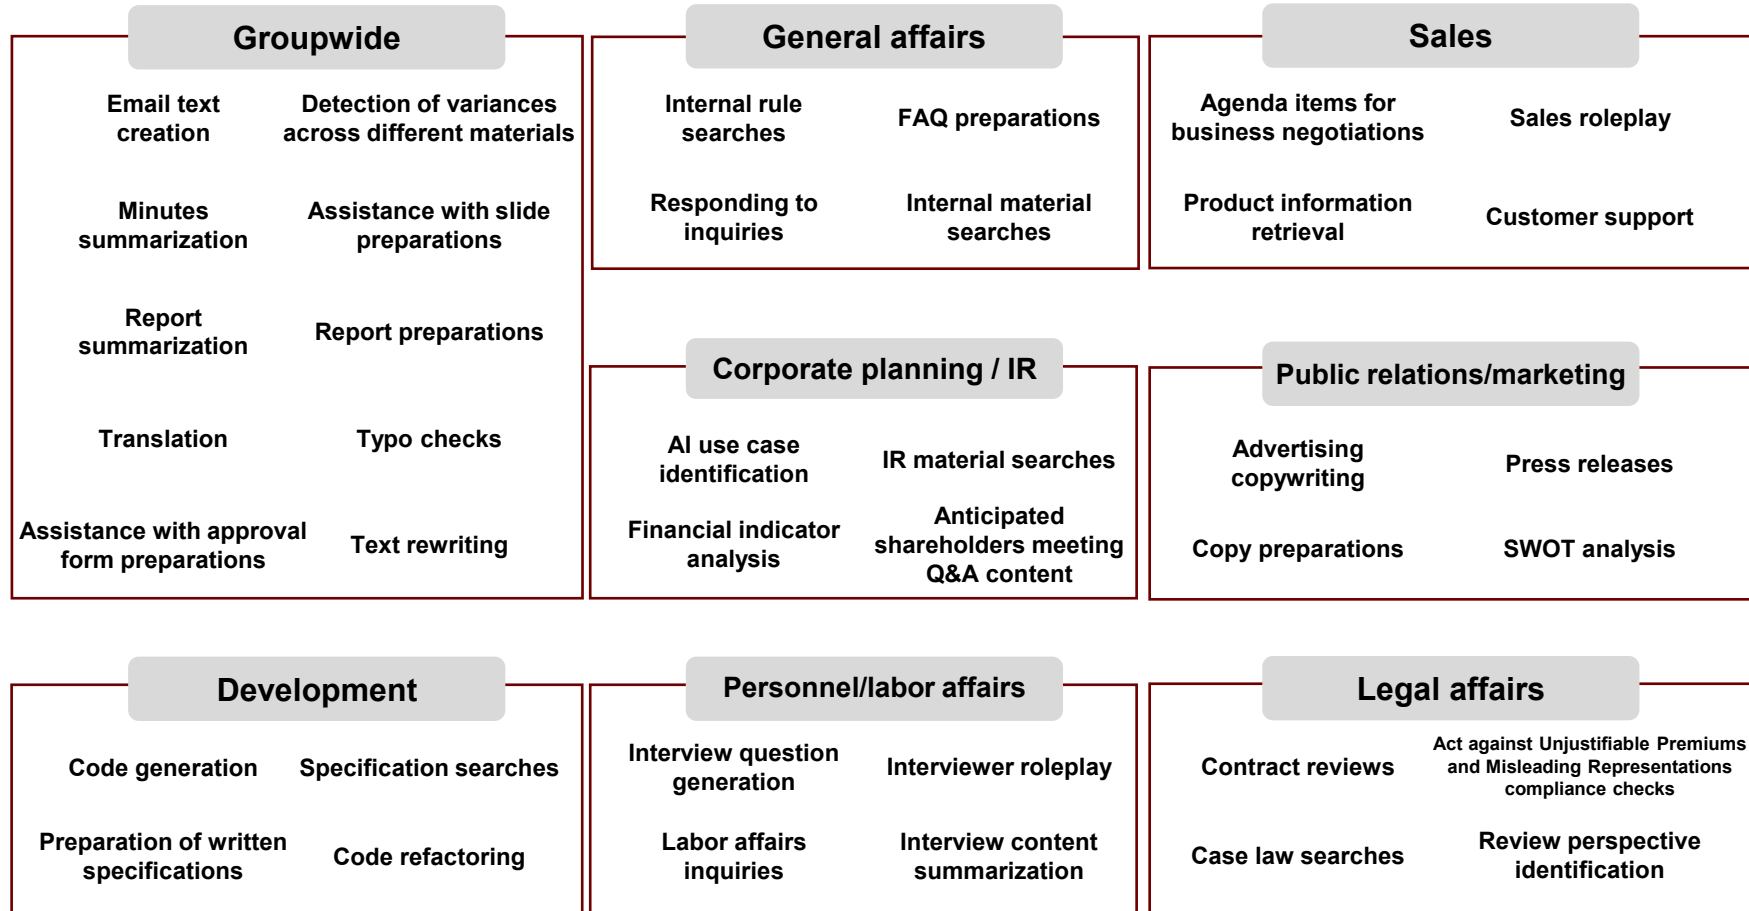 Groupwide
Email text
creation
Detection of variances
across different materials
Minutes
summarization
Assistance with slide
preparations
Report
summarization
Report preparations
Translation
Typo checks
Assistance with approval
form preparations
Text rewriting
General affairs
Internal rule
searches
FAQ preparations
Responding to
inquiries
Internal material
searches
Sales
Agenda items for
business negotiations
Sales roleplay
Product information
retrieval
Customer support
Corporate planning / IR
AI use case
identification
IR material searches
Financial indicator
analysis
Anticipated
shareholders meeting
Q&A content
Public relations/marketing
Advertising
copywriting
Press releases
Copy preparations
SWOT analysis
Development
Code generation
Specification searches
Preparation of written
specifications
Code refactoring
Personnel/labor affairs
Interview question
generation
Interviewer roleplay
Labor affairs
inquiries
Interview content
summarization
Legal affairs
Contract reviews
Act against Unjustifiable Premiums
and Misleading Representations
compliance checks
Case law searches
Review perspective
identification